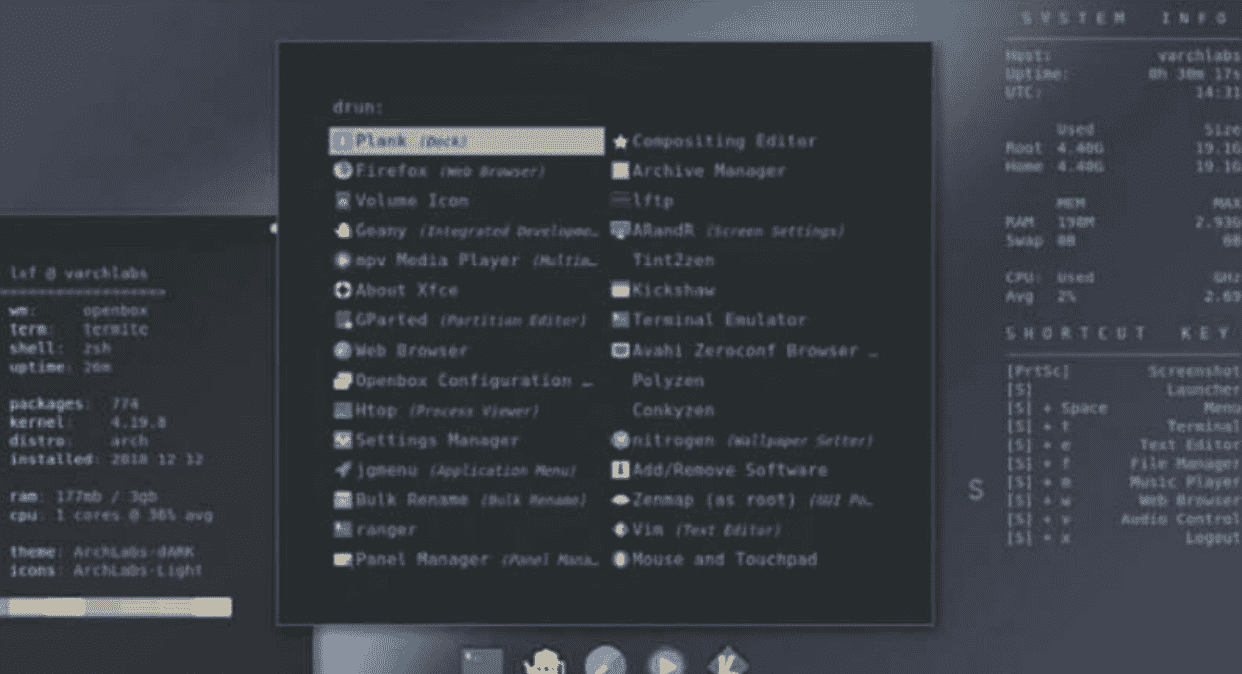 drun:
Plank (Dock)
Firefox (Web Browser)
Volume Icon
Geany (Integrated Developme…
mpv Media Player (Multim…
About Xfce
GParted (Partition Editor)
Web Browser
Openbox Configuration …
Htop (Process Viewer)
Settings Manager
jgmenu (Application Menu)
Bulk Rename (Bulk Rename)
ranger
Panel Manager (Panel Mana…
Compositing Editor
Archive Manager
lftp
ARandR (Screen Settings)
Tint2zen
Kickshaw
Terminal Emulator
Avahi Zeroconf Browser …
Polyzen
Conkyzen
nitrogen (Wallpaper Setter)
Add/Remove Software
Zenmap (as root) (GUI Po…
Vim (Text Editor)
Mouse and Touchpad
lxf @ varchlabs
wm: openbox
term: termite
shell: zsh
uptime: 26m
packages: 774
kernel: 4.19.8
distro: arch
installed: 2018 12 12
ram: 177mb / 3gb
cpu: 1 cores @ 36% avg
theme: ArchLabs-dARK
icons: ArchLabs-Light
SYSTEM INFO
Host: varchlabs
Uptime: 0h 30m 17s
UTC: 14:31
Used Size
Root 4.40G 19.1G
Home 4.40G 19.1G
MEM MAX
RAM 198M 2.93G
Swap 0B 0B
CPU: Used GHz
Avg 2% 2.69
SHORTCUT KEY
[PrtSc] Screenshot
[S] Launcher
[S] + Space Menu
[S] + t Terminal
[S] + e Text Editor
[S] + f File Manager
[S] + m Music Player
[S] + w Web Browser
[S] + v Audio Control
[S] + x Logout
S